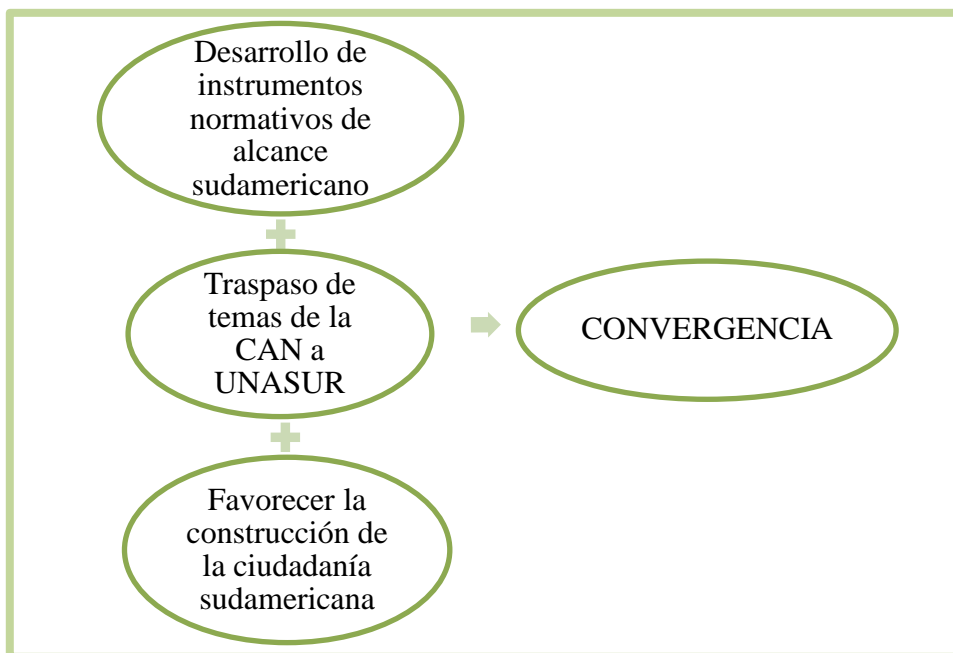 Desarrollo de
instrumentos
normativos de
alcance
sudamericano
Traspaso de
temas de la
CAN a
UNASUR
CONVERGENCIA
Favorecer la
construcción de
la ciudadanía
sudamericana